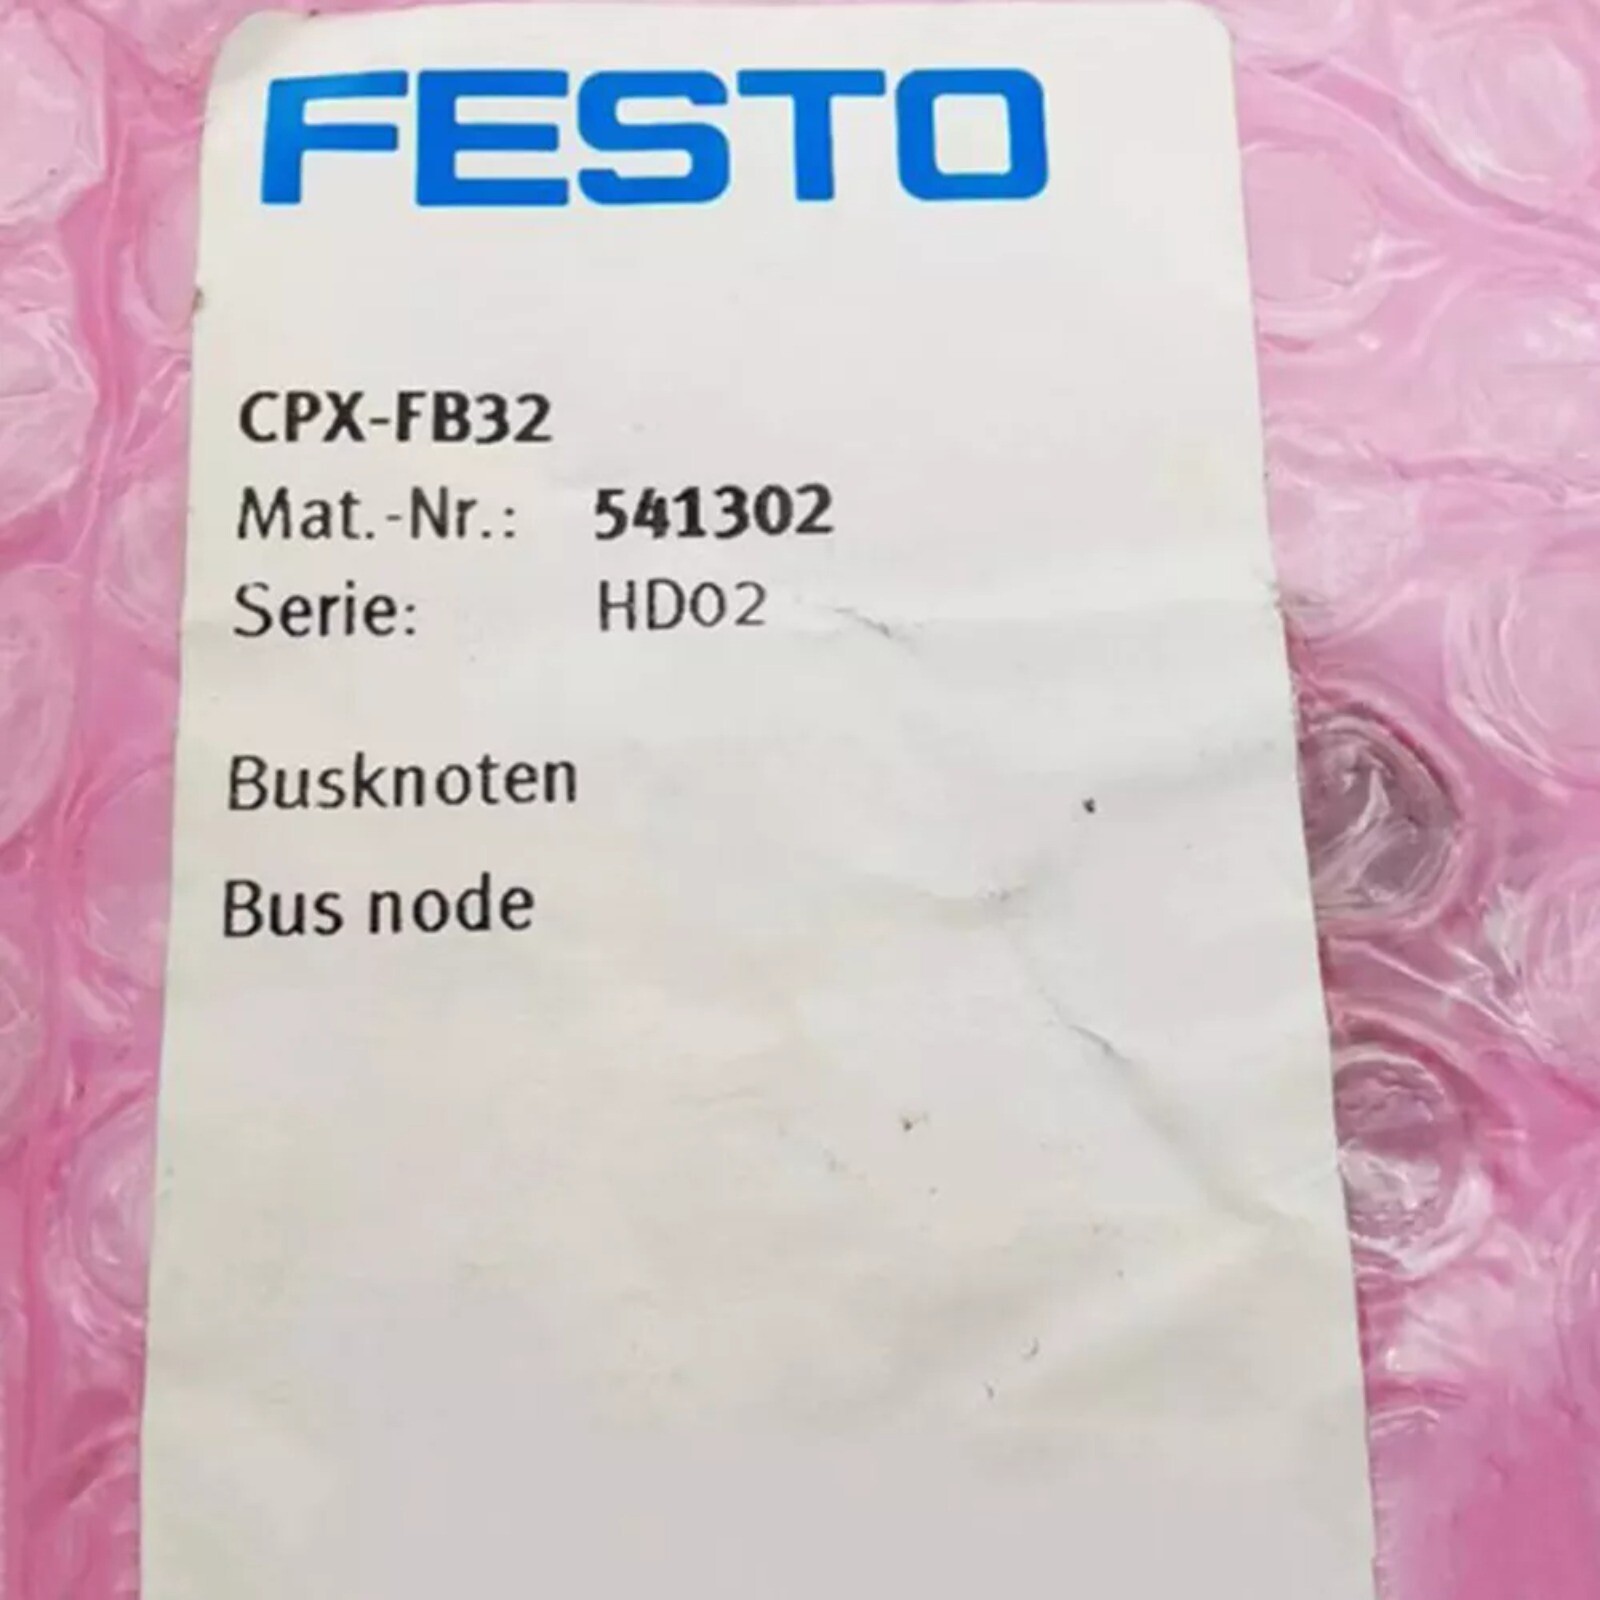 FESTO
CPX-FB32
Mat.-Nr.: 541302
Serie: HD02
Busknoten
Bus node